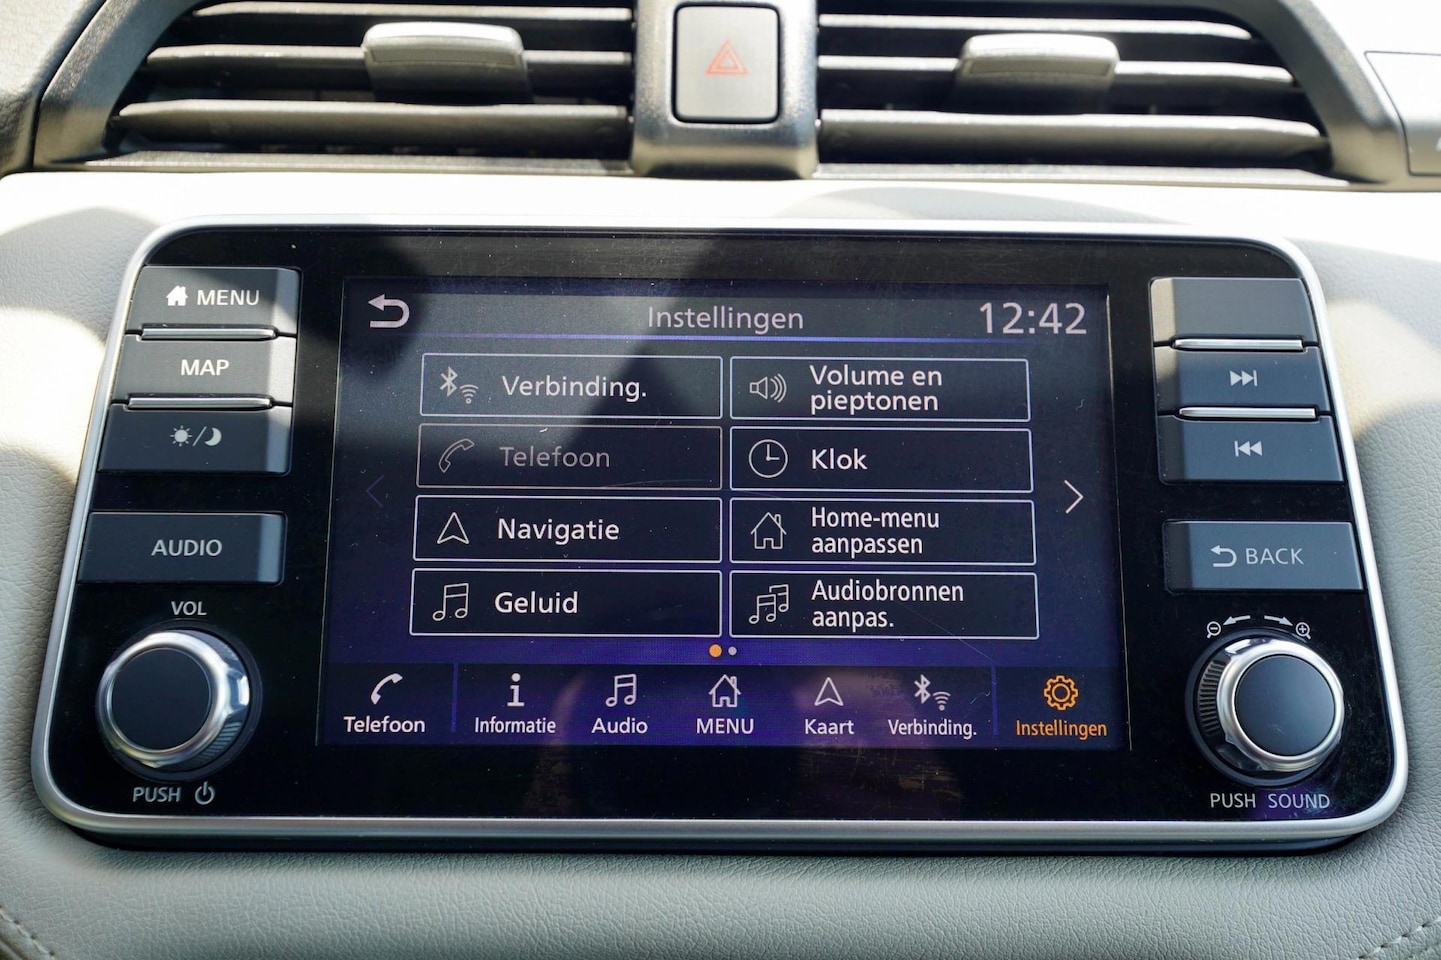 MENU
MAP
AUDIO
VOL
PUSH
Instellingen
12:42
Verbinding.
Volume en
pieptonen
Telefoon
Klok
Navigatie
Home-menu
aanpassen
Geluid
Audiobronnen
aanpas.
Telefoon
Informatie
Audio
MENU
Kaart
Verbinding.
Instellingen
BACK
PUSH SOUND